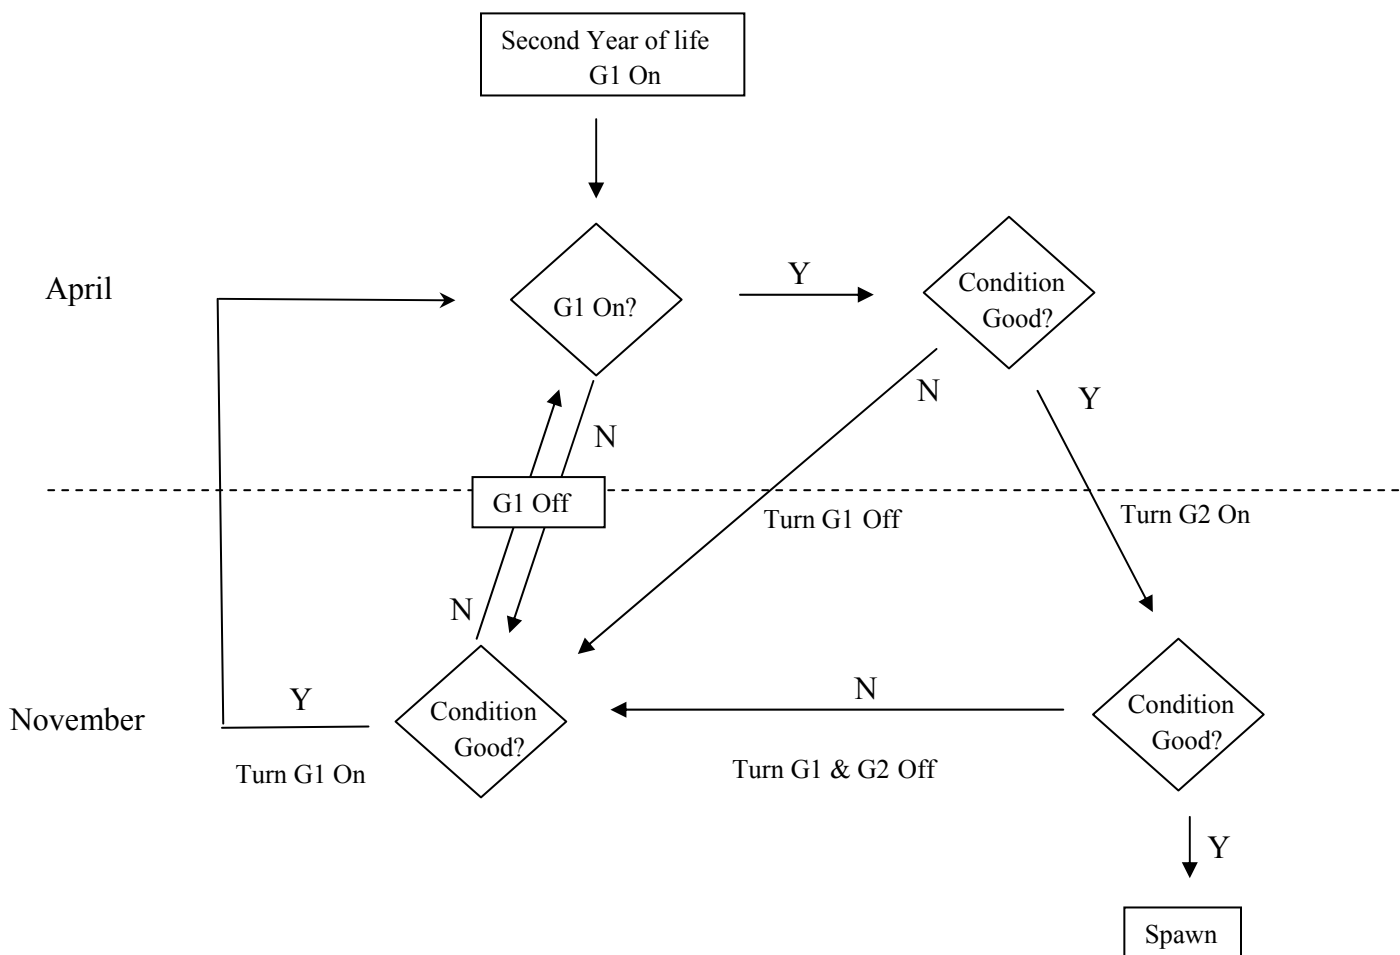 Second Year of life
G1 On
April
G1 On?
Y
Condition
Good?
N
N
Y
G1 Off
Turn G1 Off
Turn G2 On
N
November
Y
Condition
Good?
N
Condition
Good?
Turn G1 On
Turn G1 & G2 Off
Y
Spawn